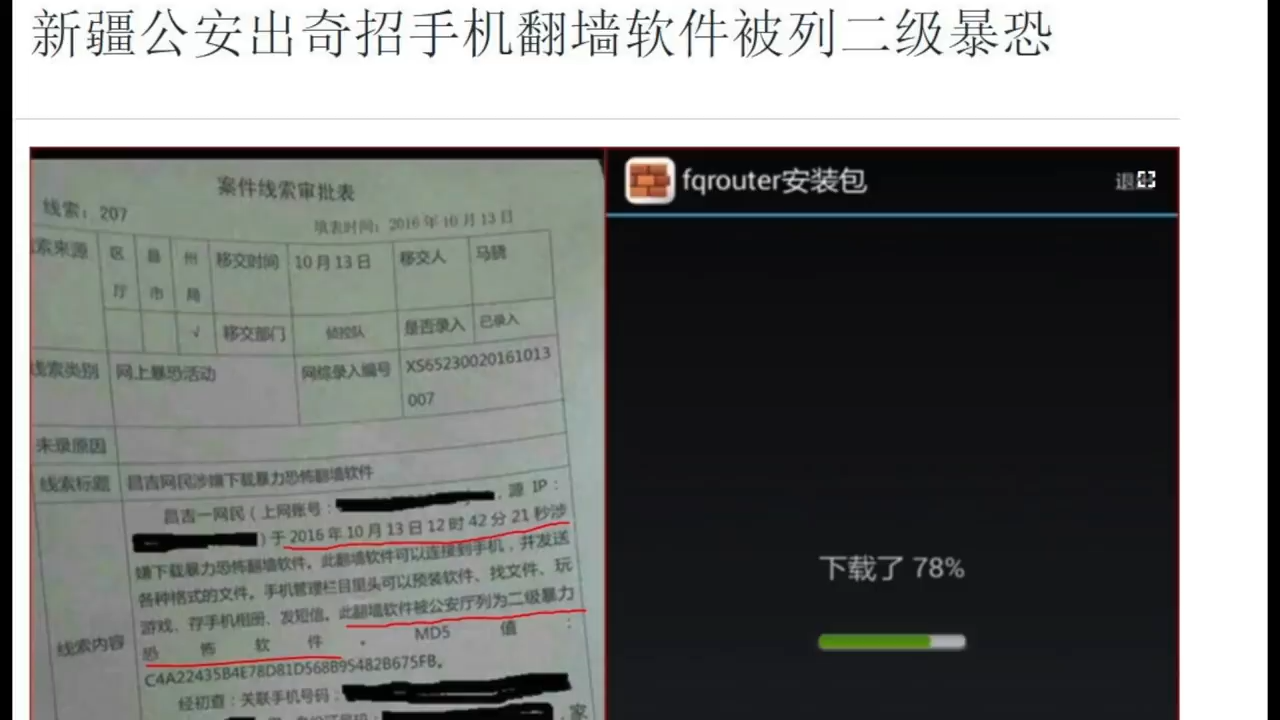 新疆公安出奇招手机翻墙软件被列二级暴恐
案件线索审批表
线索：207
填表时间：2016年10月13日
索来源 区厅 县市 州局 移交时间 10月13日 移交人 马骁
√ 移交部门 侦控队 是否录入 已录入
线索类别 网上暴恐活动 网综录入编号 XS65230020161013
007
来录原因
线索标题 昌吉网民涉嫌下载暴力恐怖翻墙软件
线索内容
昌吉一网民（上网账号：，源IP：
）于2016年10月13日12时42分21秒涉
嫌下载暴力恐怖翻墙软件。此翻墙软件可以连接到手机，并发送
各种格式的文件。手机管理栏目里头可以预装软件、找文件、玩
游戏、存手机相册、发短信。此翻墙软件被公安厅列为二级暴力
恐怖软件。MD5值：
C4A22435B4E78D81D568B95482B675FB。
经初查：关联手机号码：
家
fqrouter安装包
退
下载了 78%